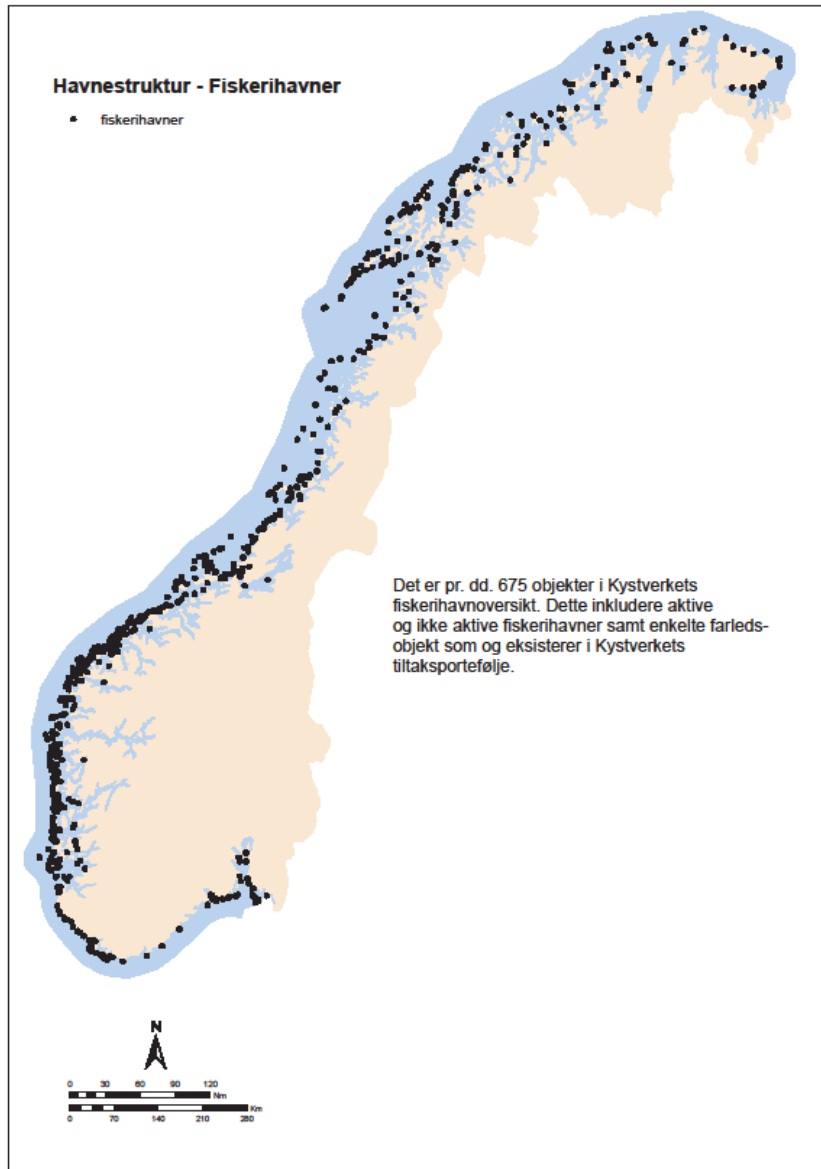 Havnestruktur - Fiskerihavner
fiskerihavner
Det er pr. dd. 675 objekter i Kystverkets
fiskerihavnoversikt. Dette inkludere aktive
og ikke aktive fiskerihavner samt enkelte farleds-
objekt som og eksisterer i Kystverkets
tiltaksportefølje.
N
0 30 60 90 120
Nm
Km
0 70 140 210 280